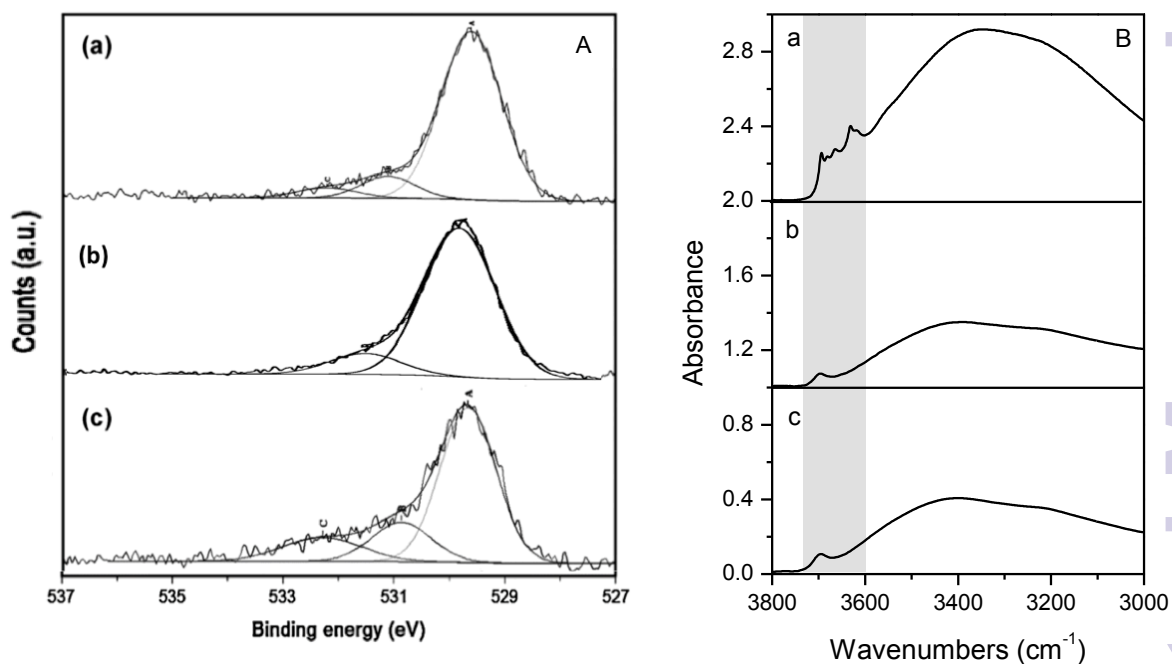 (a)
A
A
B
C
(b)
(c)
A
B
C
Counts (a.u.)
537 535 533 531 529 527
Binding energy (eV)
a
B
2.8
2.4
2.0
b
1.6
1.2
c
0.8
0.4
0.0
Absorbance
3800 3600 3400 3200 3000
Wavenumbers (cm⁻¹)